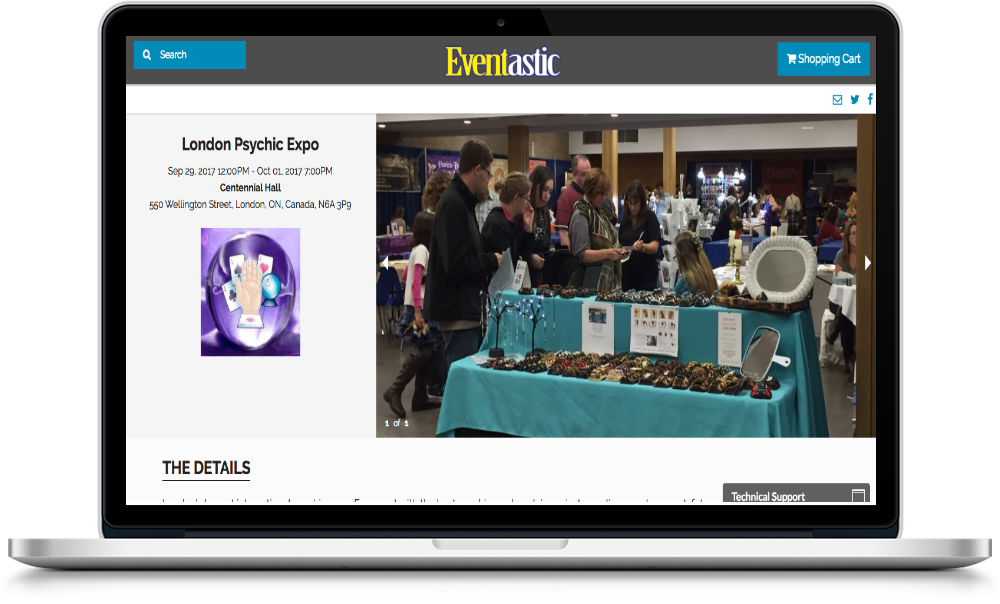 Search
Eventastic
Shopping Cart
London Psychic Expo
Sep 29, 2017 12:00PM - Oct 01, 2017 7:00PM
Centennial Hall
550 Wellington Street, London, ON, Canada, N6A 3P9
1 of 1
THE DETAILS
Technical Support